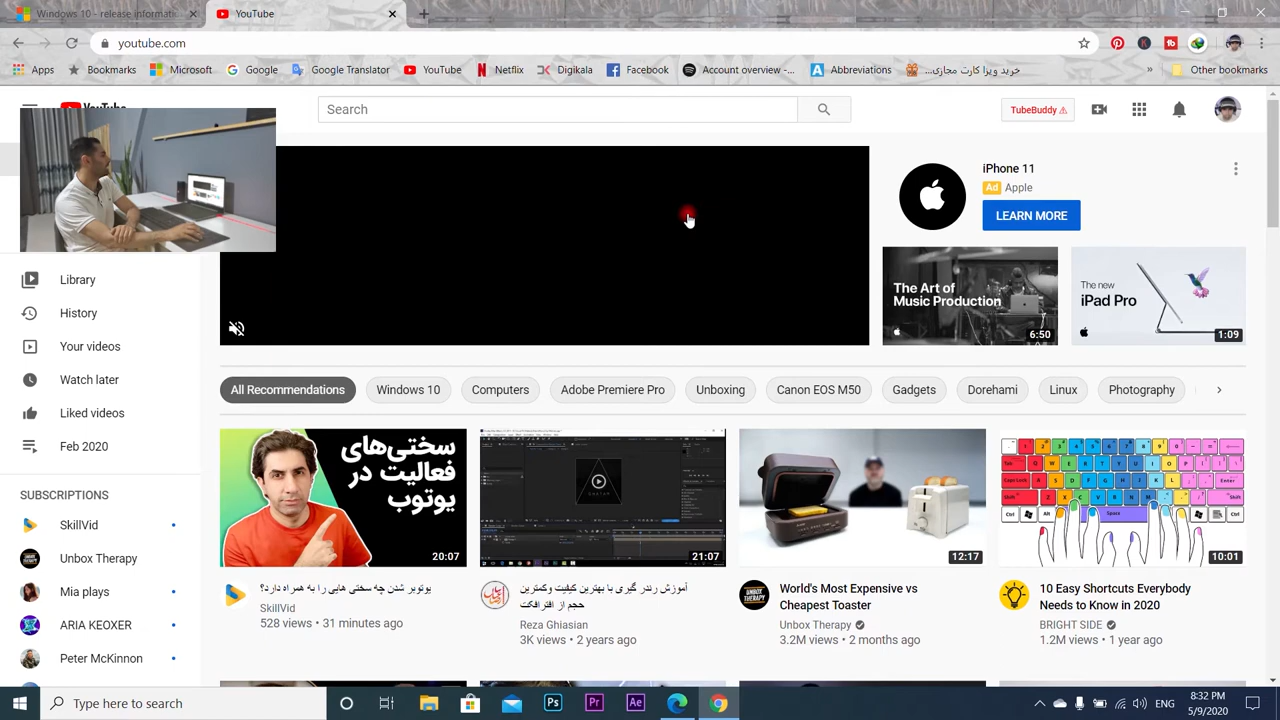 Windows 10 – release informati
YouTube
youtube.com
Apps
Bookmarks
Microsoft
Google
Google Translator
YouTube
Netflix
Digikala
Facebook
Account overview -...
Abbreviations
خرید ویرا کارت مجازی...
Other bookmarks
YouTube
Search
TubeBuddy
iPhone 11
Ad Apple
LEARN MORE
The Art of
Music Production
6:50
The new
iPad Pro
1:09
Library
History
Your videos
Watch later
Liked videos
Feb 2020
SUBSCRIPTIONS
SkillVid
Unbox Therapy
Mia plays
ARIA KEOXER
Peter McKinnon
All Recommendations
Windows 10
Computers
Adobe Premiere Pro
Unboxing
Canon EOS M50
Gadgets
Dorehami
Linux
Photography
سختی‌های
فعالیت در
یوتوب
20:07
یوتوبر شدن چه سختی هایی را به همراه دارد؟
SkillVid
528 views • 31 minutes ago
21:07
آموزش رندر گیری با بهترین کیفیت وکمترین
حجم از افترافکت
Reza Ghiasian
3K views • 2 years ago
12:17
World's Most Expensive vs
Cheapest Toaster
Unbox Therapy
3.2M views • 2 months ago
10:01
10 Easy Shortcuts Everybody
Needs to Know in 2020
BRIGHT SIDE
1.2M views • 1 year ago
Type here to search
Ps
Pr
Ae
ENG
8:32 PM
5/9/2020